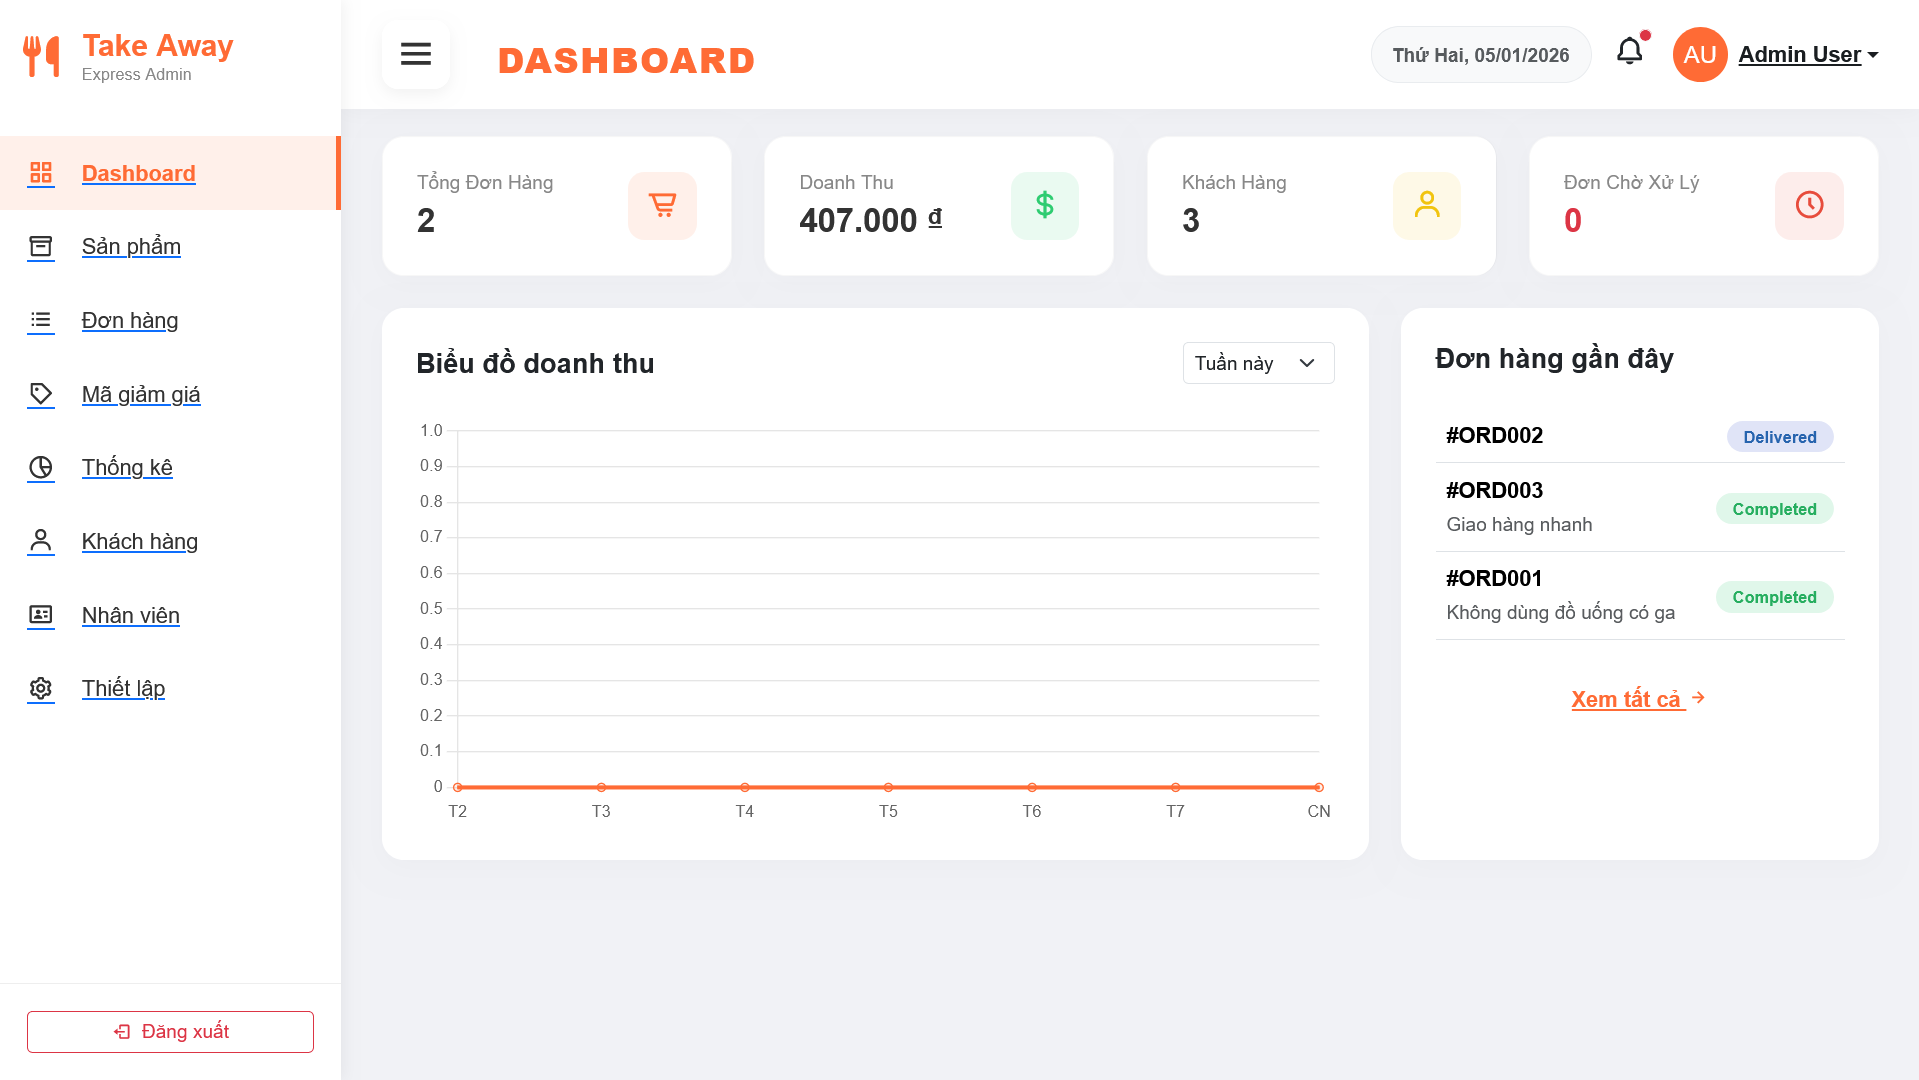 Take Away
Express Admin
Dashboard
Sản phẩm
Đơn hàng
Mã giảm giá
Thống kê
Khách hàng
Nhân viên
Thiết lập
Đăng xuất
DASHBOARD
Thứ Hai, 05/01/2026
AU
Admin User
Tổng Đơn Hàng
2
Doanh Thu
407.000 ₫
Khách Hàng
3
Đơn Chờ Xử Lý
0
Biểu đồ doanh thu
Tuần này
1.0
0.9
0.8
0.7
0.6
0.5
0.4
0.3
0.2
0.1
0
T2 T3 T4 T5 T6 T7 CN
Đơn hàng gần đây
#ORD002
Delivered
#ORD003
Giao hàng nhanh
Completed
#ORD001
Không dùng đồ uống có ga
Completed
Xem tất cả →